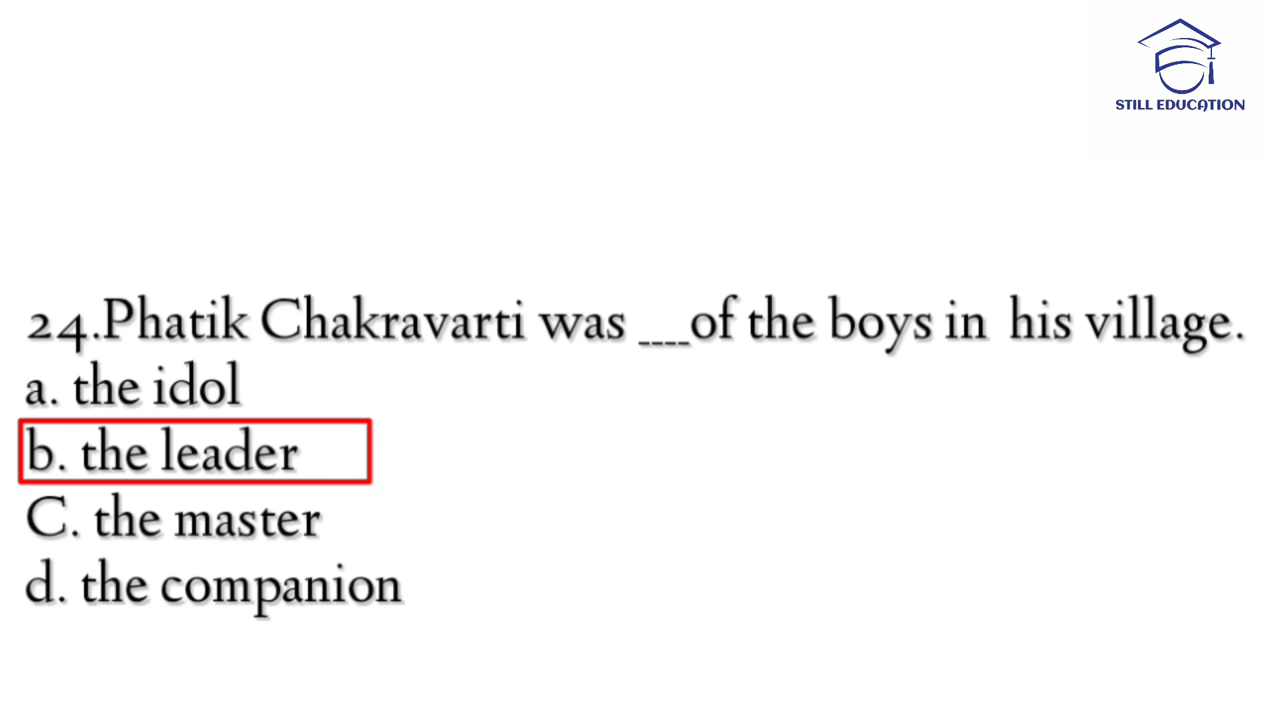 STILL EDUCATION
24.Phatik Chakravarti was ____of the boys in his village.
a. the idol
b. the leader
C. the master
d. the companion